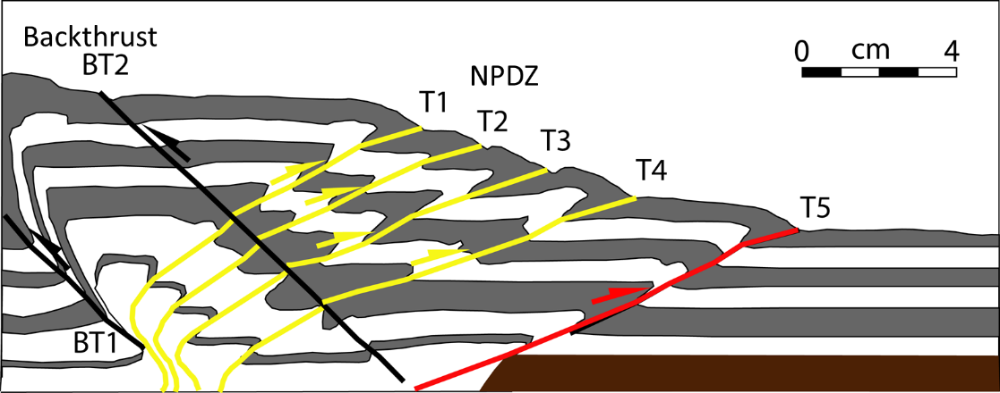 Backthrust
BT2
0 cm 4
NPDZ
T1
T2
T3
T4
T5
BT1